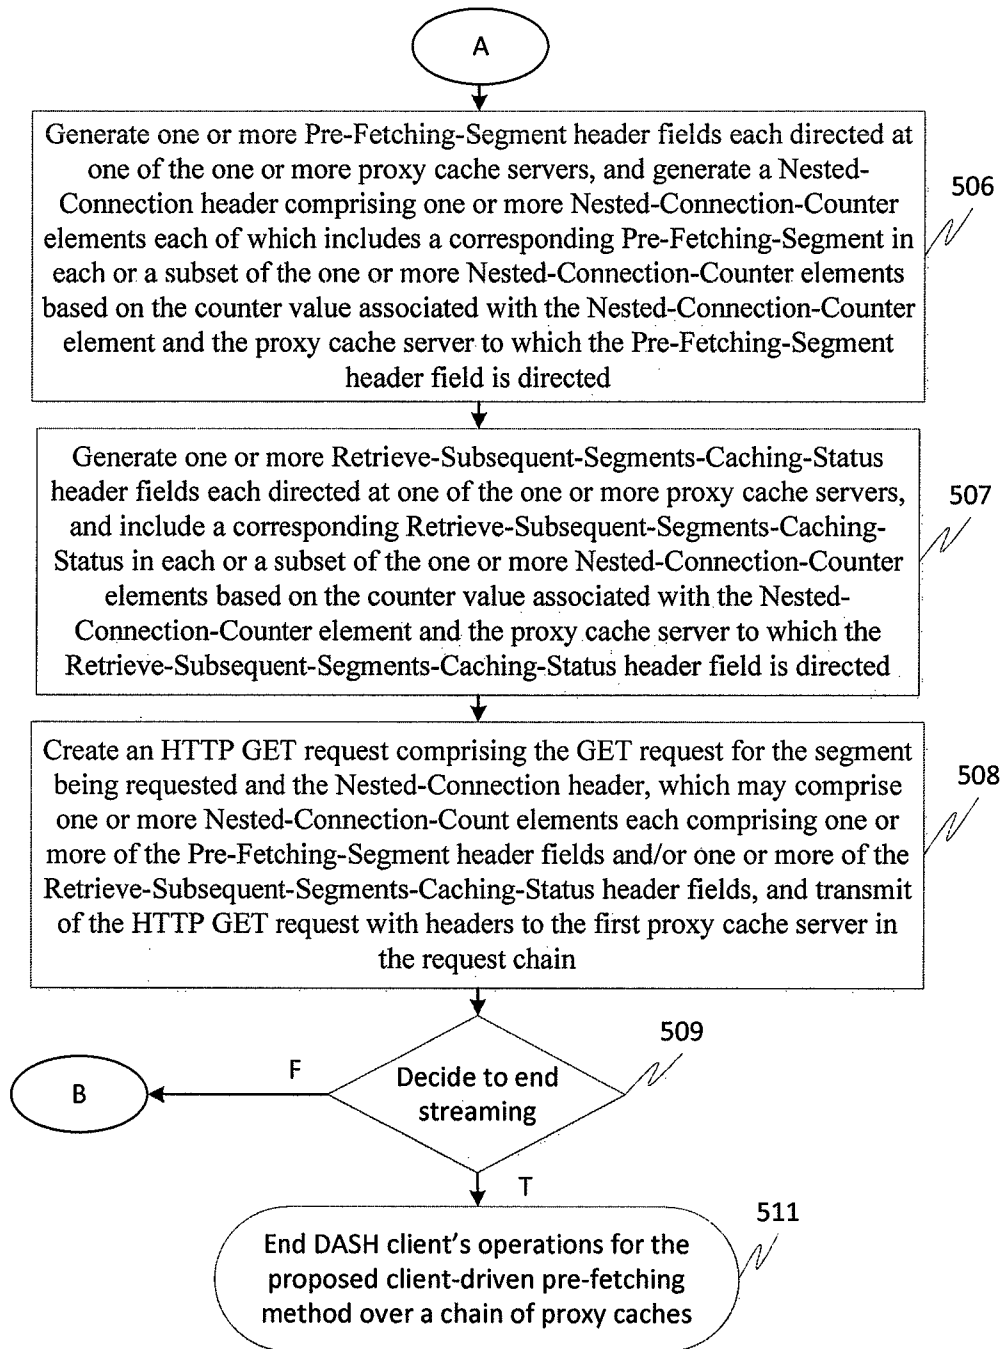 A
Generate one or more Pre-Fetching-Segment header fields each directed at
one of the one or more proxy cache servers, and generate a Nested-
Connection header comprising one or more Nested-Connection-Counter
elements each of which includes a corresponding Pre-Fetching-Segment in
each or a subset of the one or more Nested-Connection-Counter elements
based on the counter value associated with the Nested-Connection-Counter
element and the proxy cache server to which the Pre-Fetching-Segment
header field is directed
506
Generate one or more Retrieve-Subsequent-Segments-Caching-Status
header fields each directed at one of the one or more proxy cache servers,
and include a corresponding Retrieve-Subsequent-Segments-Caching-
Status in each or a subset of the one or more Nested-Connection-Counter
elements based on the counter value associated with the Nested-
Connection-Counter element and the proxy cache server to which the
Retrieve-Subsequent-Segments-Caching-Status header field is directed
507
Create an HTTP GET request comprising the GET request for the segment
being requested and the Nested-Connection header, which may comprise
one or more Nested-Connection-Count elements each comprising one or
more of the Pre-Fetching-Segment header fields and/or one or more of the
Retrieve-Subsequent-Segments-Caching-Status header fields, and transmit
of the HTTP GET request with headers to the first proxy cache server in
the request chain
508
509
F
B
Decide to end
streaming
T
511
End DASH client's operations for the
proposed client-driven pre-fetching
method over a chain of proxy caches